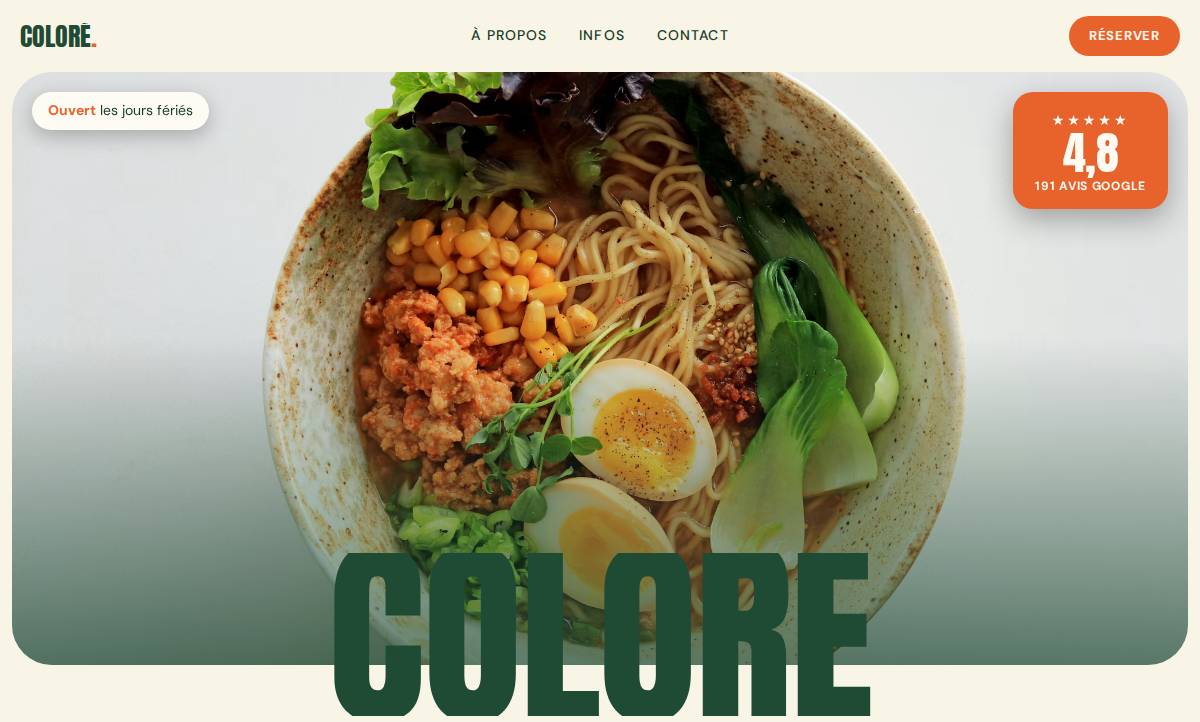 COLORÉ.
À PROPOS INFOS CONTACT
RÉSERVER
Ouvert les jours fériés
★★★★★
4,8
191 AVIS GOOGLE
COLORE